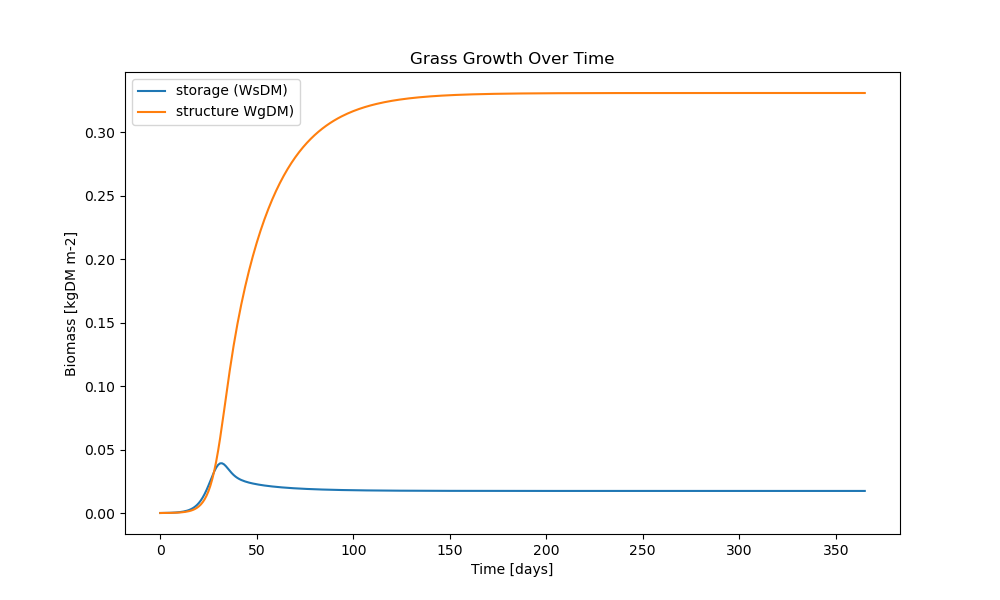 Grass Growth Over Time
storage (WsDM)
structure WgDM)
Biomass [kgDM m-2]
0.30
0.25
0.20
0.15
0.10
0.05
0.00
0 50 100 150 200 250 300 350
Time [days]